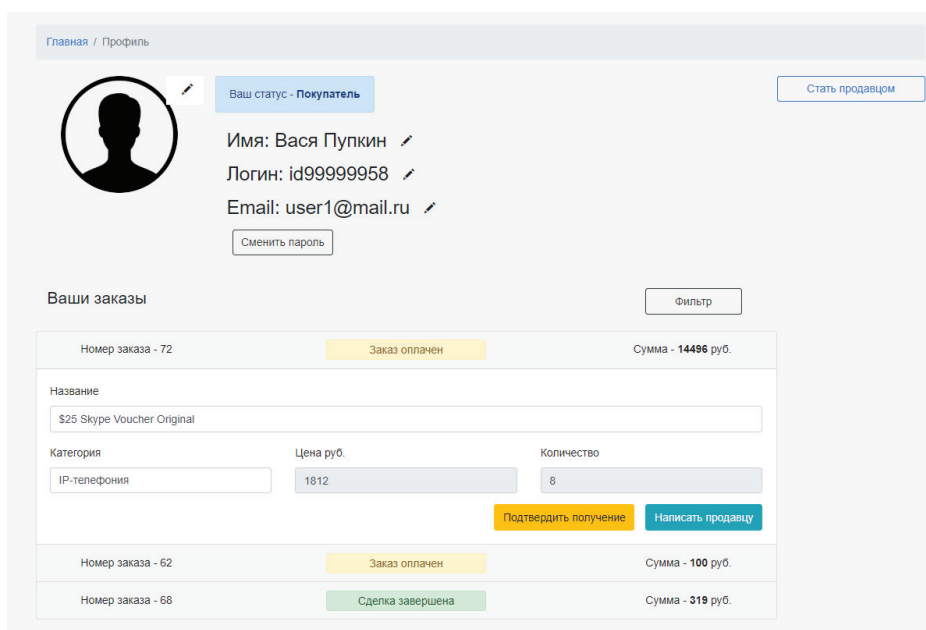 Главная / Профиль
Ваш статус - Покупатель
Стать продавцом
Имя: Вася Пупкин
Логин: id99999958
Email: user1@mail.ru
Сменить пароль
Ваши заказы
Фильтр
Номер заказа - 72 Заказ оплачен Сумма - 14496 руб.
Название
$25 Skype Voucher Original
Категория Цена руб. Количество
IP-телефония 1812 8
Подтвердить получение Написать продавцу
Номер заказа - 62 Заказ оплачен Сумма - 100 руб.
Номер заказа - 68 Сделка завершена Сумма - 319 руб.